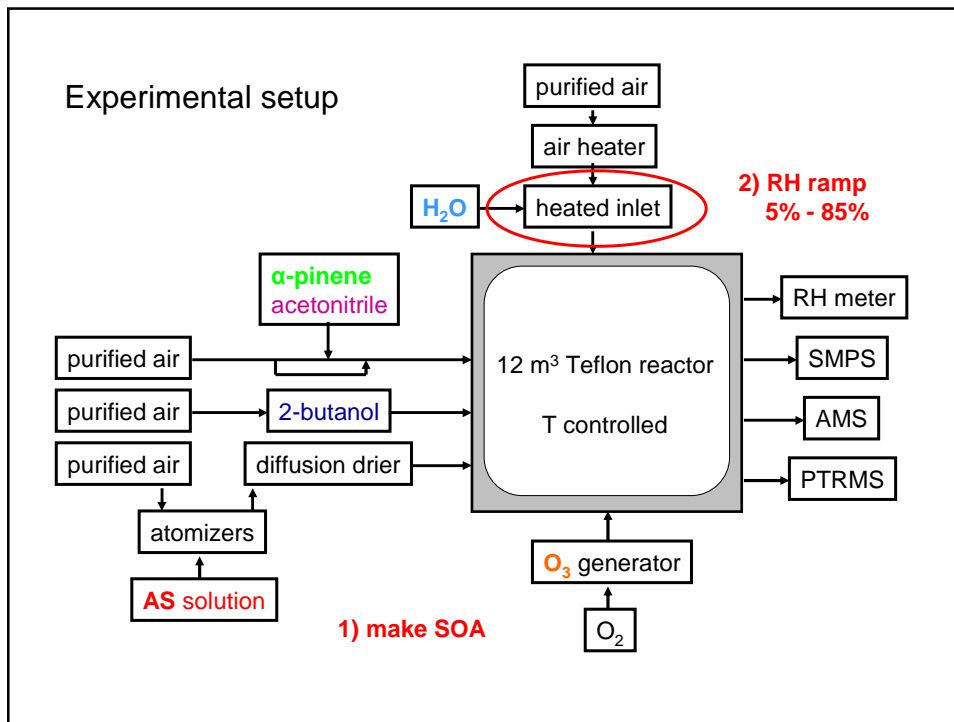 Experimental setup
purified air
air heater
H₂O
heated inlet
2) RH ramp
5% - 85%
α-pinene
acetonitrile
purified air
purified air
2-butanol
purified air
diffusion drier
atomizers
AS solution
12 m³ Teflon reactor
T controlled
RH meter
SMPS
AMS
PTRMS
O₃ generator
O₂
1) make SOA